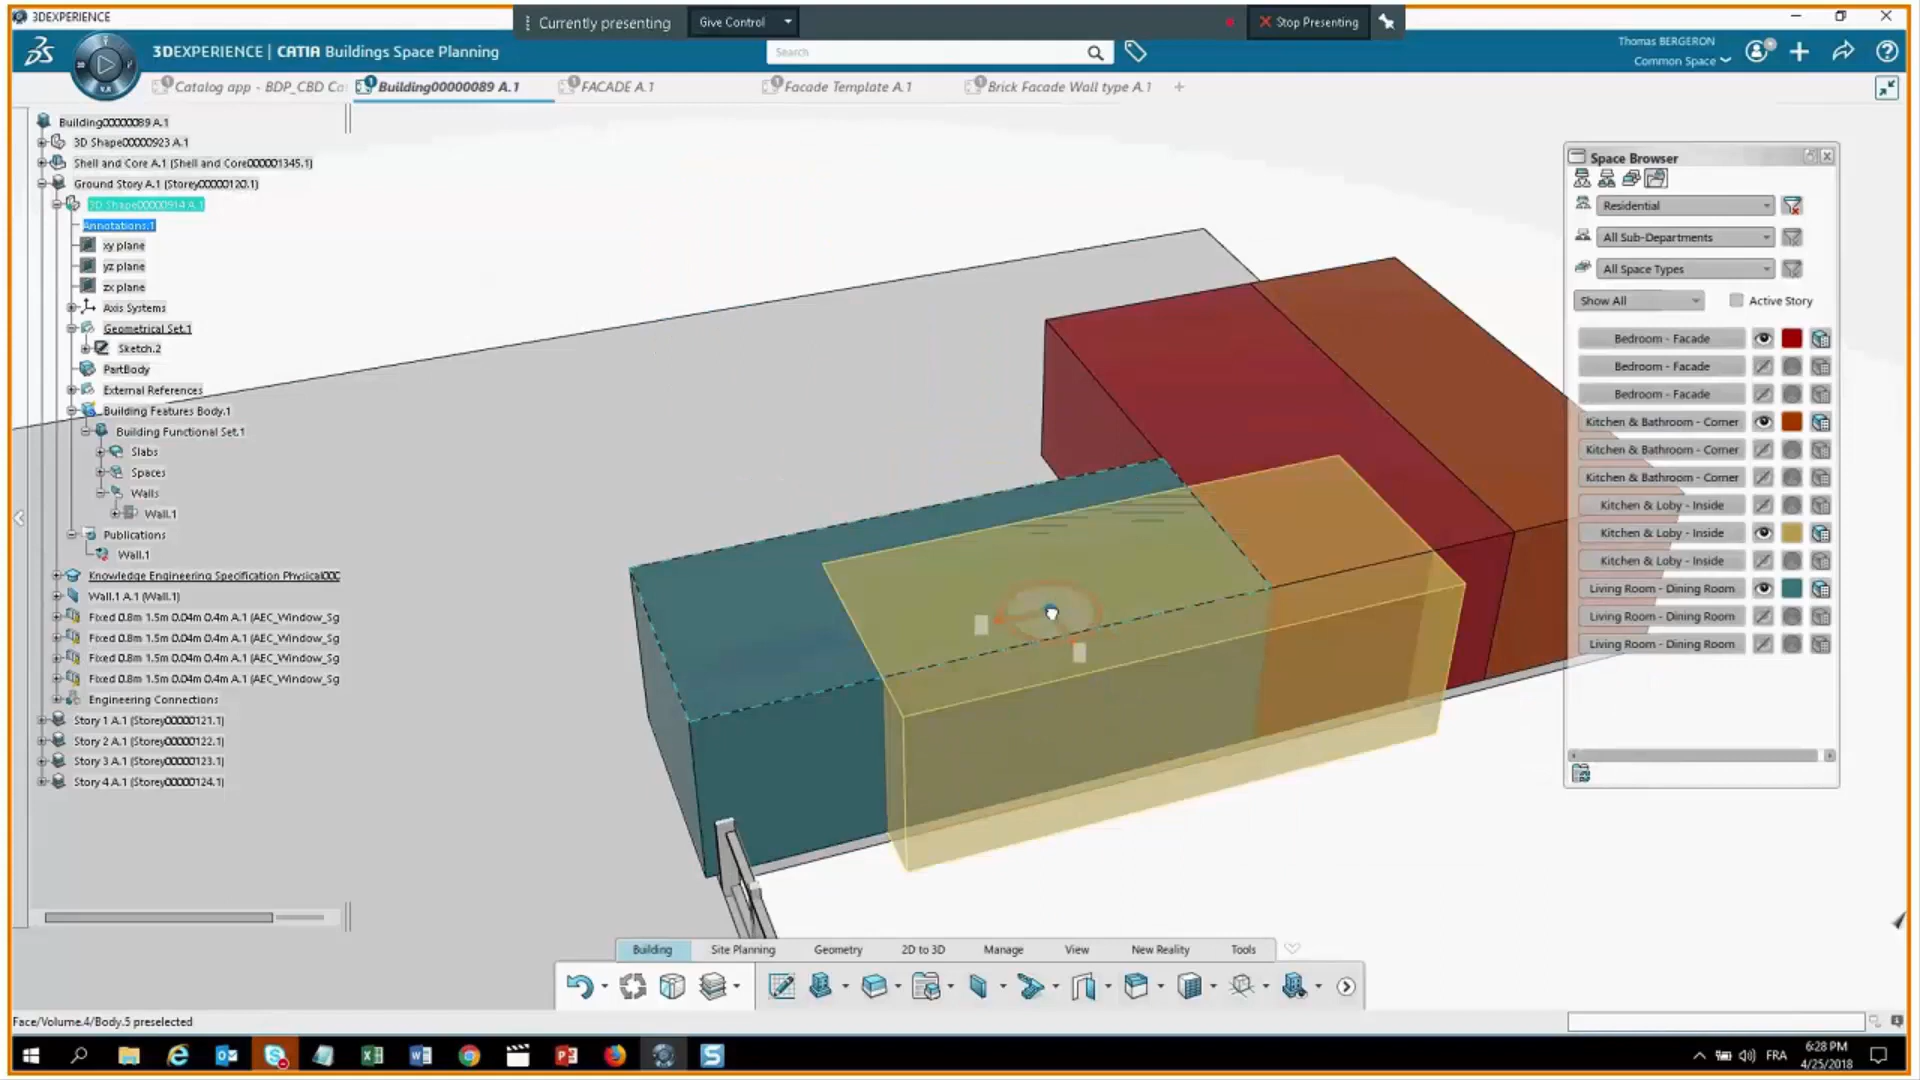 3DEXPERIENCE
Currently presenting
Give Control
Stop Presenting
3DEXPERIENCE | CATIA Buildings Space Planning
Search
Thomas BERGERON
Common Space
Catalog app - BDP_CBD Ca
Building00000089 A.1
FACADE A.1
Facade Template A.1
Brick Facade Wall type A.1
Building00000089 A.1
3D Shape00000923 A.1
Shell and Core A.1 (Shell and Core000001345.1)
Ground Story A.1 (Storey00000120.1)
3D Shape00000914 A.1
Annotations.1
xy plane
yz plane
zx plane
Axis Systems
Geometrical Set.1
Sketch.2
PartBody
External References
Building Features Body.1
Building Functional Set.1
Slabs
Spaces
Walls
Wall.1
Publications
Wall.1
Knowledge Engineering Specification Physical000
Wall.1 A.1 (Wall.1)
Fixed 0.8m 1.5m 0.04m 0.4m A.1 (AEC_Window_Sg
Fixed 0.8m 1.5m 0.04m 0.4m A.1 (AEC_Window_Sg
Fixed 0.8m 1.5m 0.04m 0.4m A.1 (AEC_Window_Sg
Fixed 0.8m 1.5m 0.04m 0.4m A.1 (AEC_Window_Sg
Engineering Connections
Story 1 A.1 (Storey00000121.1)
Story 2 A.1 (Storey00000122.1)
Story 3 A.1 (Storey00000123.1)
Story 4 A.1 (Storey00000124.1)
Space Browser
Residential
All Sub-Departments
All Space Types
Show All
Active Story
Bedroom - Facade
Bedroom - Facade
Bedroom - Facade
Kitchen & Bathroom - Corner
Kitchen & Bathroom - Corner
Kitchen & Bathroom - Corner
Kitchen & Loby - Inside
Kitchen & Loby - Inside
Kitchen & Loby - Inside
Living Room - Dining Room
Living Room - Dining Room
Living Room - Dining Room
Building
Site Planning
Geometry
2D to 3D
Manage
View
New Reality
Tools
Face/Volume.4/Body.5 preselected
FRA
6:28 PM
4/25/2018